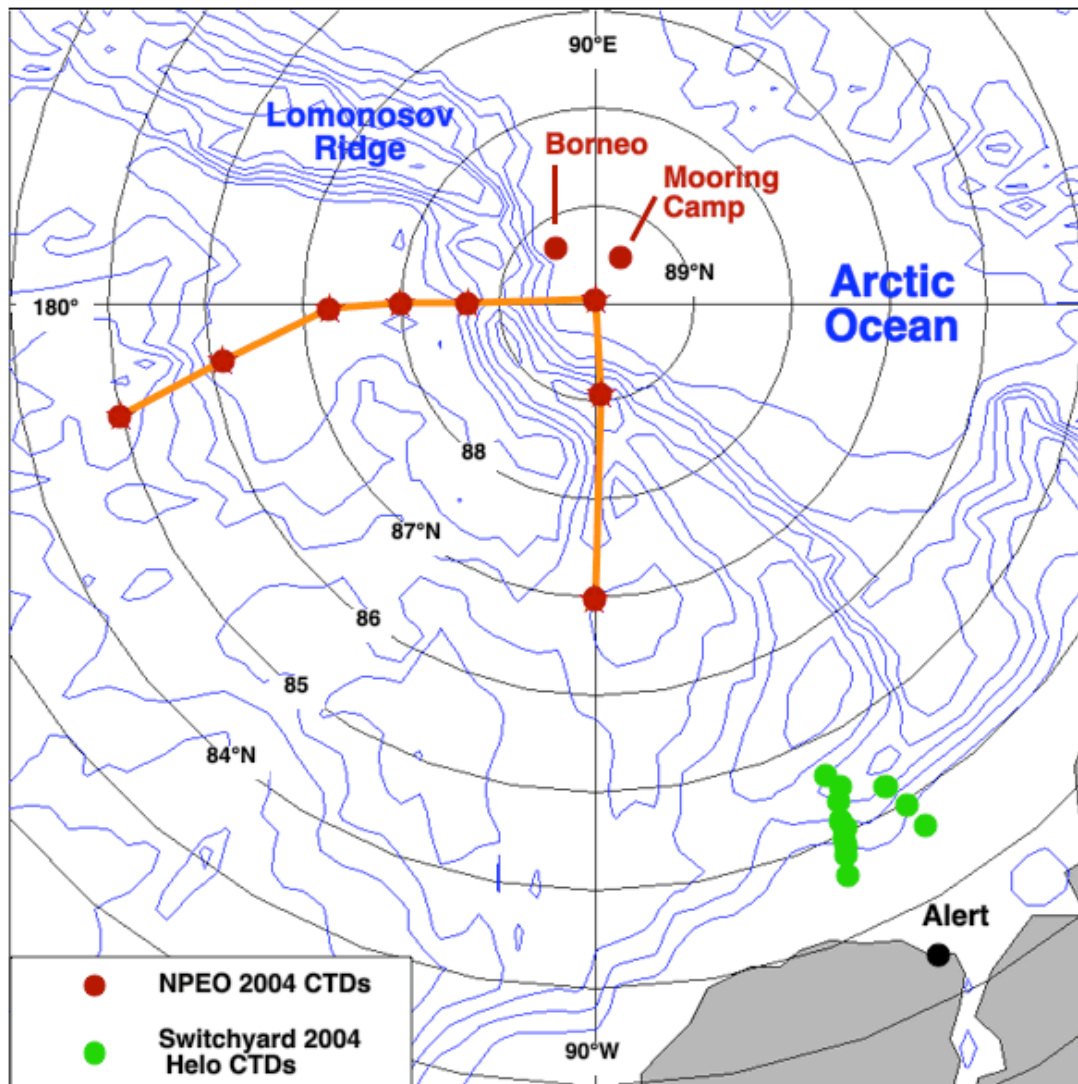 90°E
Lomonosov
Ridge
Borneo
Mooring
Camp
89°N
Arctic
Ocean
180°
88
87°N
86
85
84°N
Alert
NPEO 2004 CTDs
Switchyard 2004
Helo CTDs
90°W